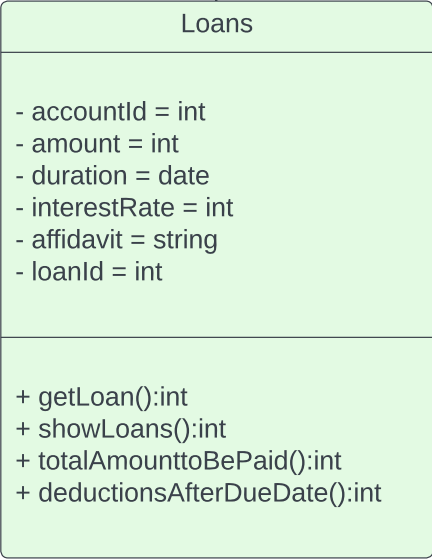 Loans
- accountId = int
- amount = int
- duration = date
- interestRate = int
- affidavit = string
- loanId = int
+ getLoan():int
+ showLoans():int
+ totalAmounttoBePaid():int
+ deductionsAfterDueDate():int